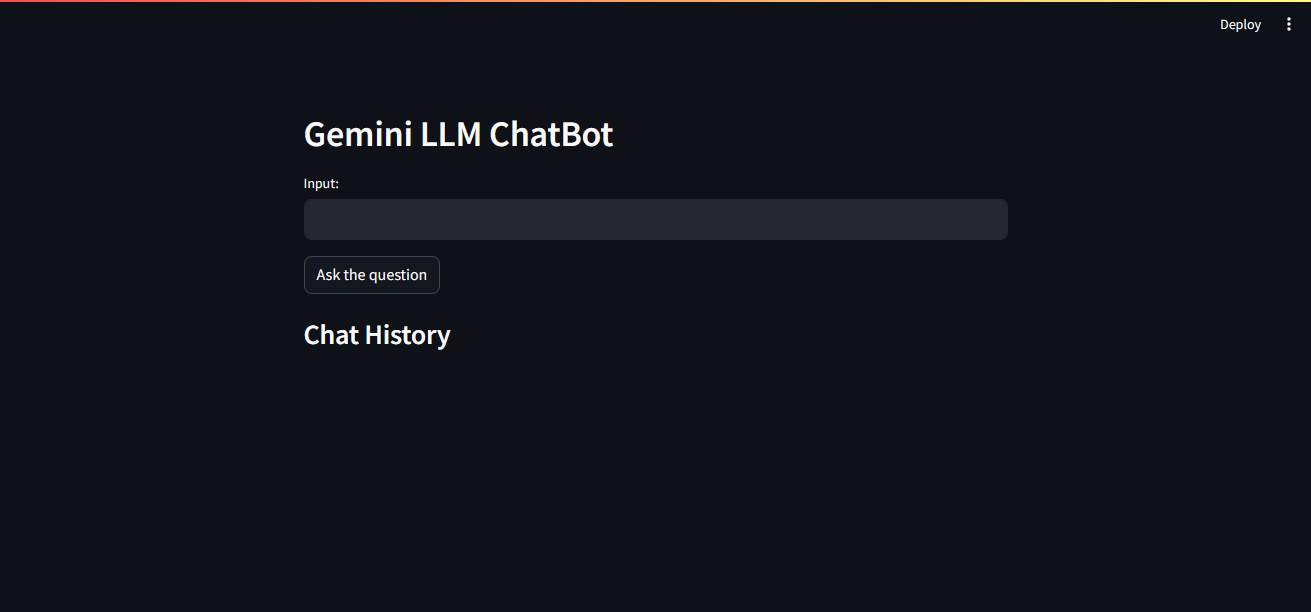 Deploy
Gemini LLM ChatBot
Input:
Ask the question
Chat History